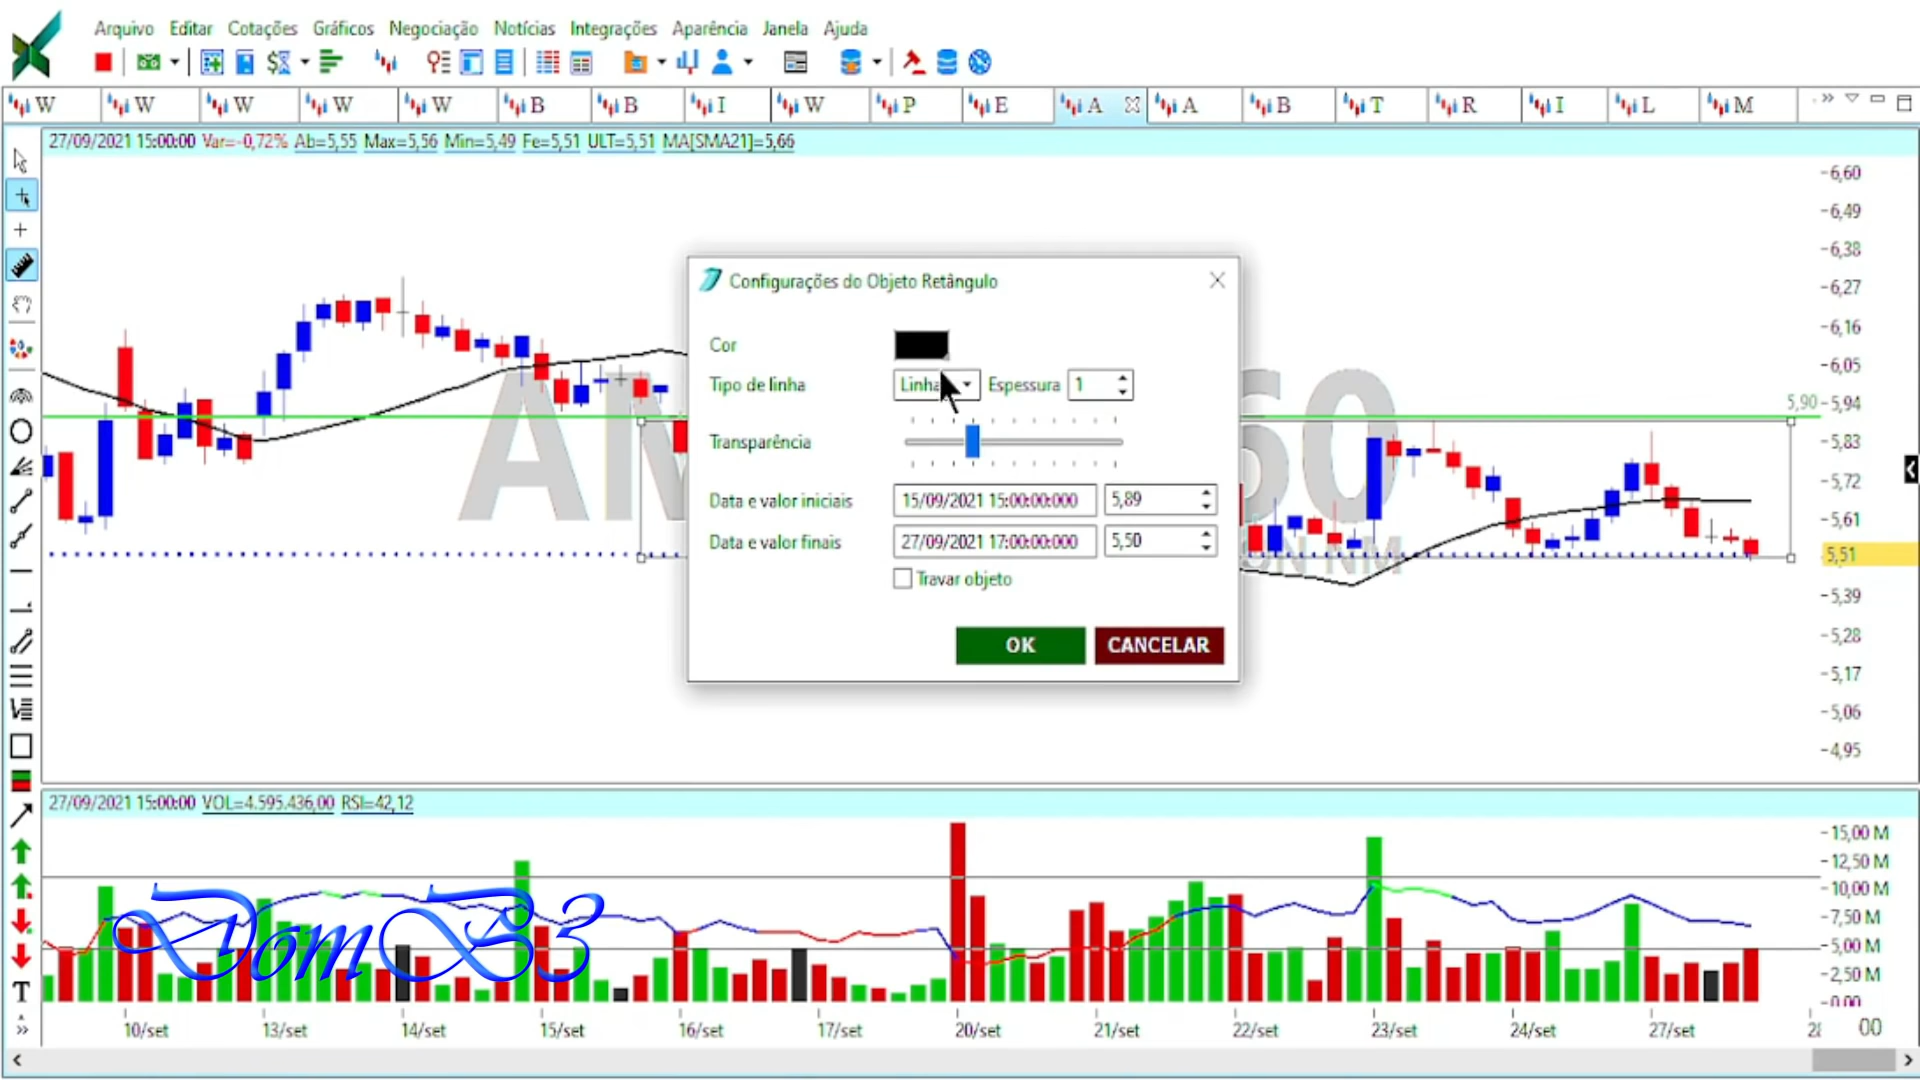 Arquivo Editar Cotações Gráficos Negociação Notícias Integrações Aparência Janela Ajuda
W W W W W B B I W P E A A B T R I L M
27/09/2021 15:00:00 Var=-0,72% Ab=5,55 Max=5,56 Min=5,49 Fe=5,51 ULT=5,51 MA[SMA21]=5,66
6,60
6,49
6,38
6,27
6,16
6,05
5,90 5,94
5,83
5,72
5,61
5,51
5,39
5,28
5,17
5,06
4,95
60
ON NM
Configurações do Objeto Retângulo
Cor
Tipo de linha Linha Espessura 1
Transparência
Data e valor iniciais 15/09/2021 15:00:00:000 5,89
Data e valor finais 27/09/2021 17:00:00:000 5,50
Travar objeto
OK CANCELAR
27/09/2021 15:00:00 VOL=4.595.436,00 RSI=42,12
15,00 M
12,50 M
10,00 M
7,50 M
5,00 M
2,50 M
0,00
DomB3
10/set 13/set 14/set 15/set 16/set 17/set 20/set 21/set 22/set 23/set 24/set 27/set 00
T